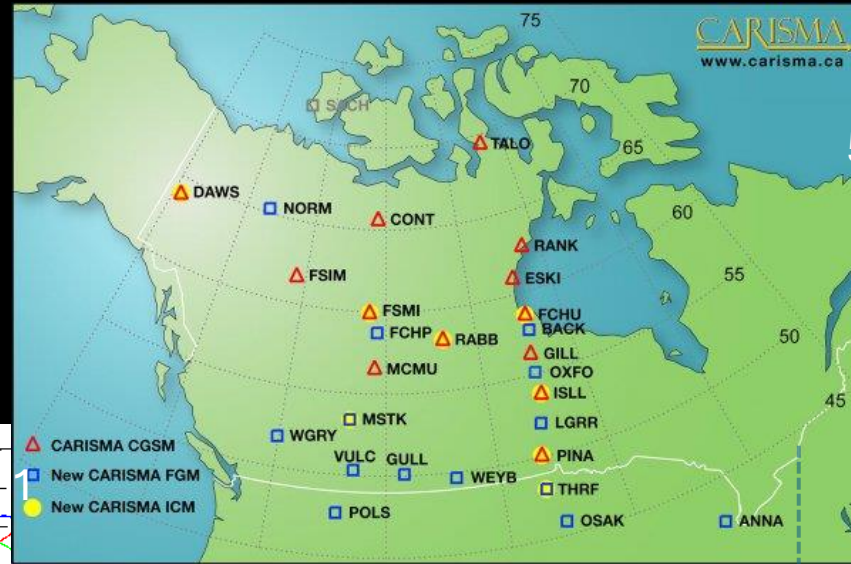 75
CARISMA
www.carisma.ca
70
SACH
TALO
65
5
DAWS
NORM
CONT
60
RANK
FSIM
ESKI
55
FSMI
FCHU
FCHP
BACK
RABB
50
GILL
MCMU
OXFO
ISLL
45
MSTK
LGRR
WGRY
CARISMA CGSM
VULC
GULL
PINA
New CARISMA FGM
WEYB
1
THRF
New CARISMA ICM
POLS
OSAK
ANNA